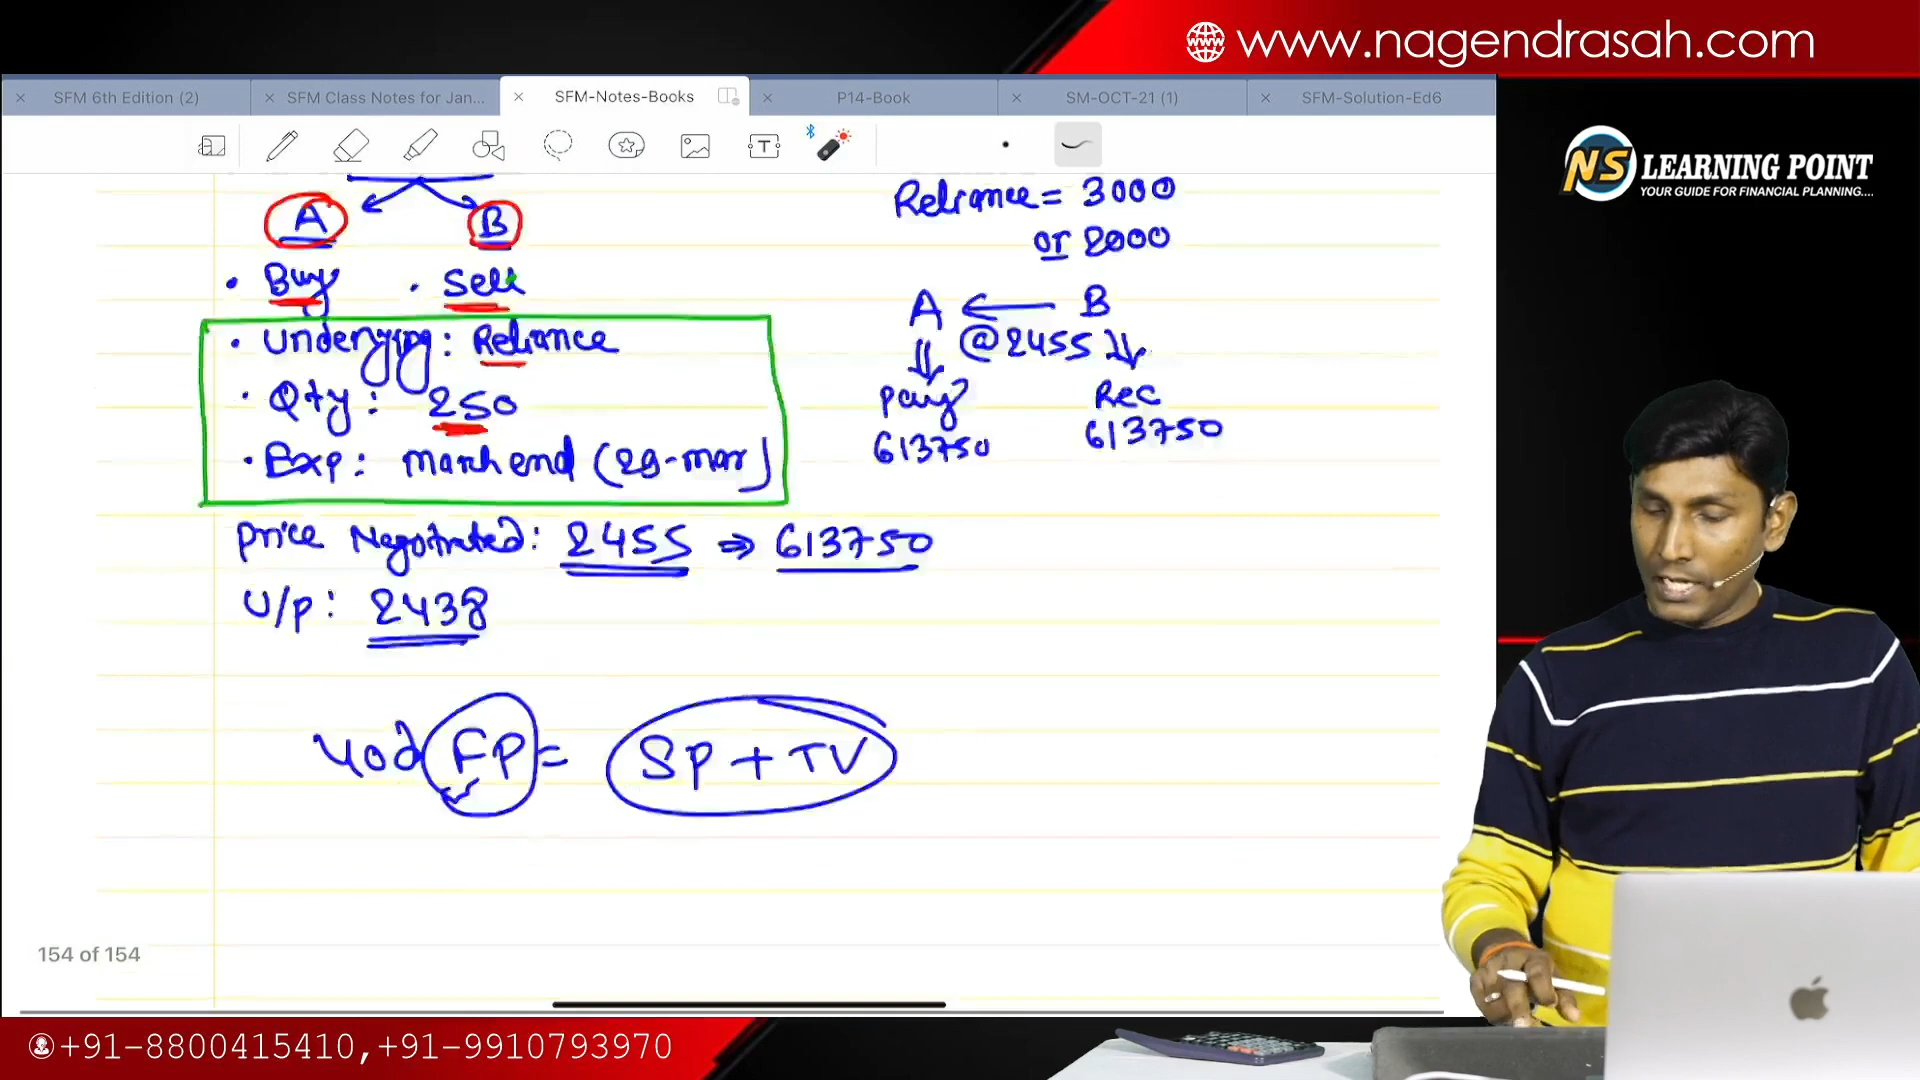 www.nagendrasah.com
SFM 6th Edition (2)
SFM Class Notes for Jan...
SFM-Notes-Books
P14-Book
SM-OCT-21 (1)
SFM-Solution-Ed6
NS LEARNING POINT
YOUR GUIDE FOR FINANCIAL PLANNING....
A B
• Buy • Sell
• Underlying: Reliance
• Qty: 250
• Exp: March end (29-mar)
Price Negotiated: 2455 ⇒ 613750
U/p: 2438
Reliance = 3000
or 2000
A ← B
@2455
Pay Rec
613750 613750
FP = SP + TV
154 of 154
+91-8800415410,+91-9910793970